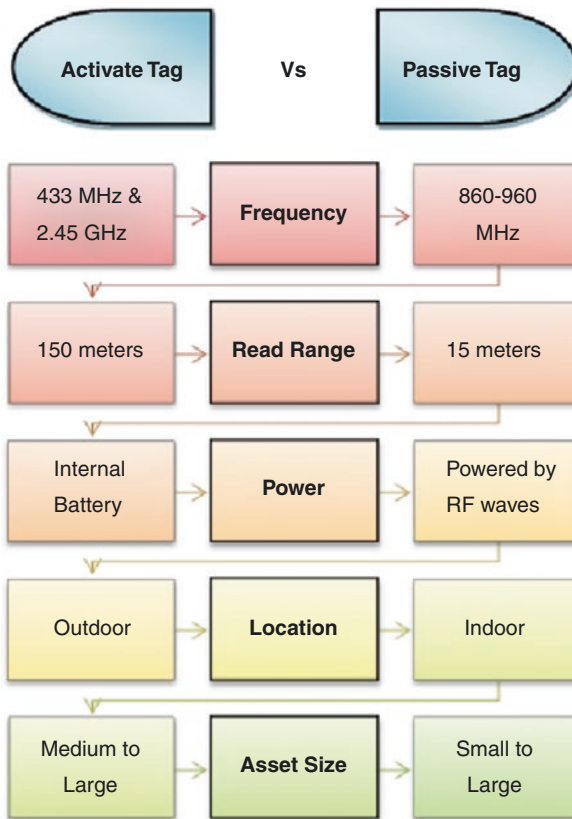 Activate Tag
Vs
Passive Tag
433 MHz &
2.45 GHz
Frequency
860-960
MHz
150 meters
Read Range
15 meters
Internal
Battery
Power
Powered by
RF waves
Outdoor
Location
Indoor
Medium to
Large
Asset Size
Small to
Large